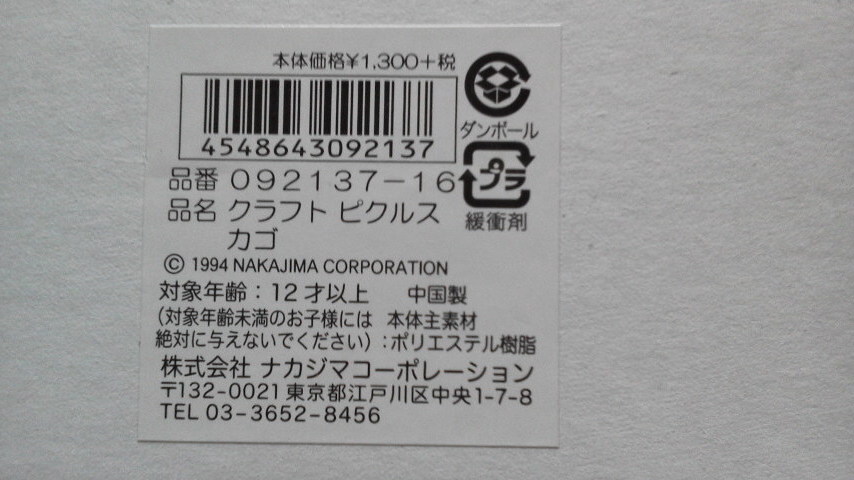 本体価格¥1,300+税
4548643092137
ダンボール
品番 092137-16
プラ
品名 クラフト ピクルス
緩衝剤
カゴ
© 1994 NAKAJIMA CORPORATION
対象年齢:12才以上 中国製
(対象年齢未満のお子様には 本体主素材
絶対に与えないでください):ポリエステル樹脂
株式会社 ナカジマコーポレーション
〒132-0021 東京都江戸川区中央1-7-8
TEL 03-3652-8456